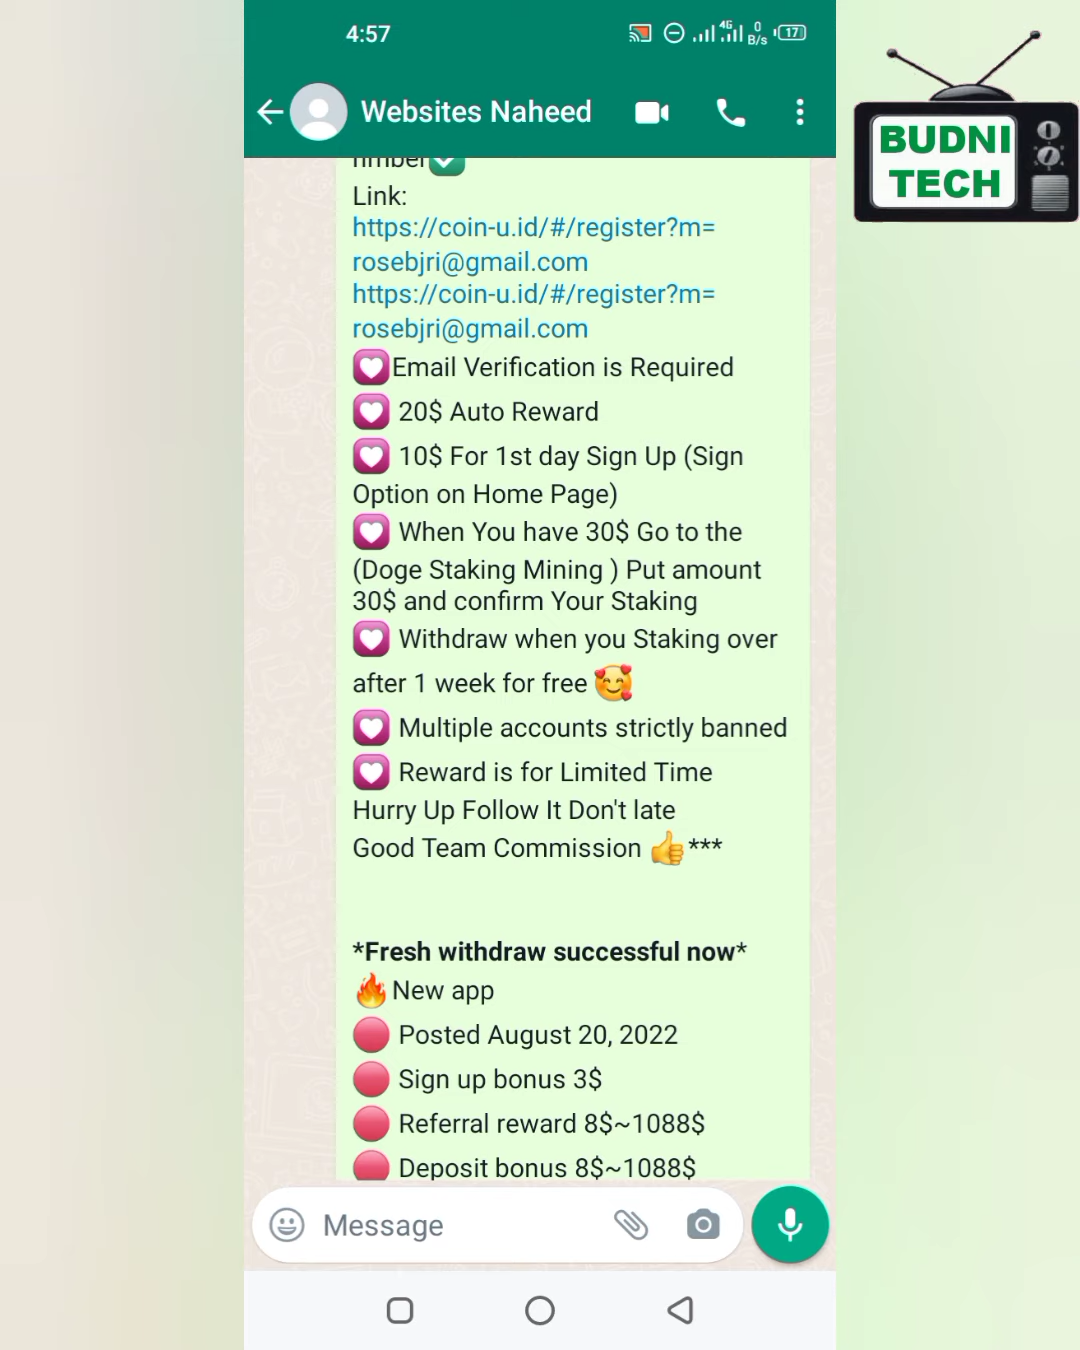 4:57
4G
0
B/s
17
Websites Naheed
BUDNI
TECH
Link:
https://coin-u.id/#/register?m=
rosebjri@gmail.com
https://coin-u.id/#/register?m=
rosebjri@gmail.com
Email Verification is Required
20$ Auto Reward
10$ For 1st day Sign Up (Sign
Option on Home Page)
When You have 30$ Go to the
(Doge Staking Mining ) Put amount
30$ and confirm Your Staking
Withdraw when you Staking over
after 1 week for free 🥰
Multiple accounts strictly banned
Reward is for Limited Time
Hurry Up Follow It Don't late
Good Team Commission 👍***
*Fresh withdraw successful now*
🔥New app
🔴 Posted August 20, 2022
🔴 Sign up bonus 3$
🔴 Referral reward 8$~1088$
🔴 Deposit bonus 8$~1088$
Message